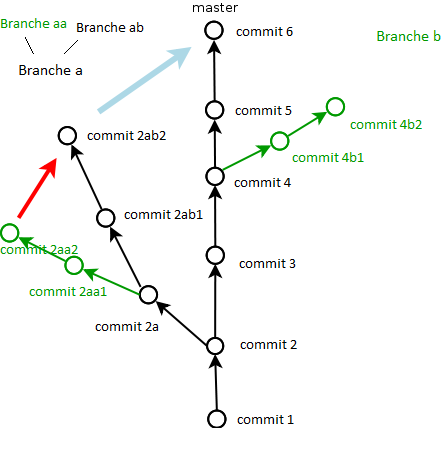 master
Branche aa
Branche ab
commit 6
Branche b
Branche a
commit 5
commit 4b2
commit 2ab2
commit 4b1
commit 4
commit 2ab1
commit 2aa2
commit 3
commit 2aa1
commit 2a
commit 2
commit 1